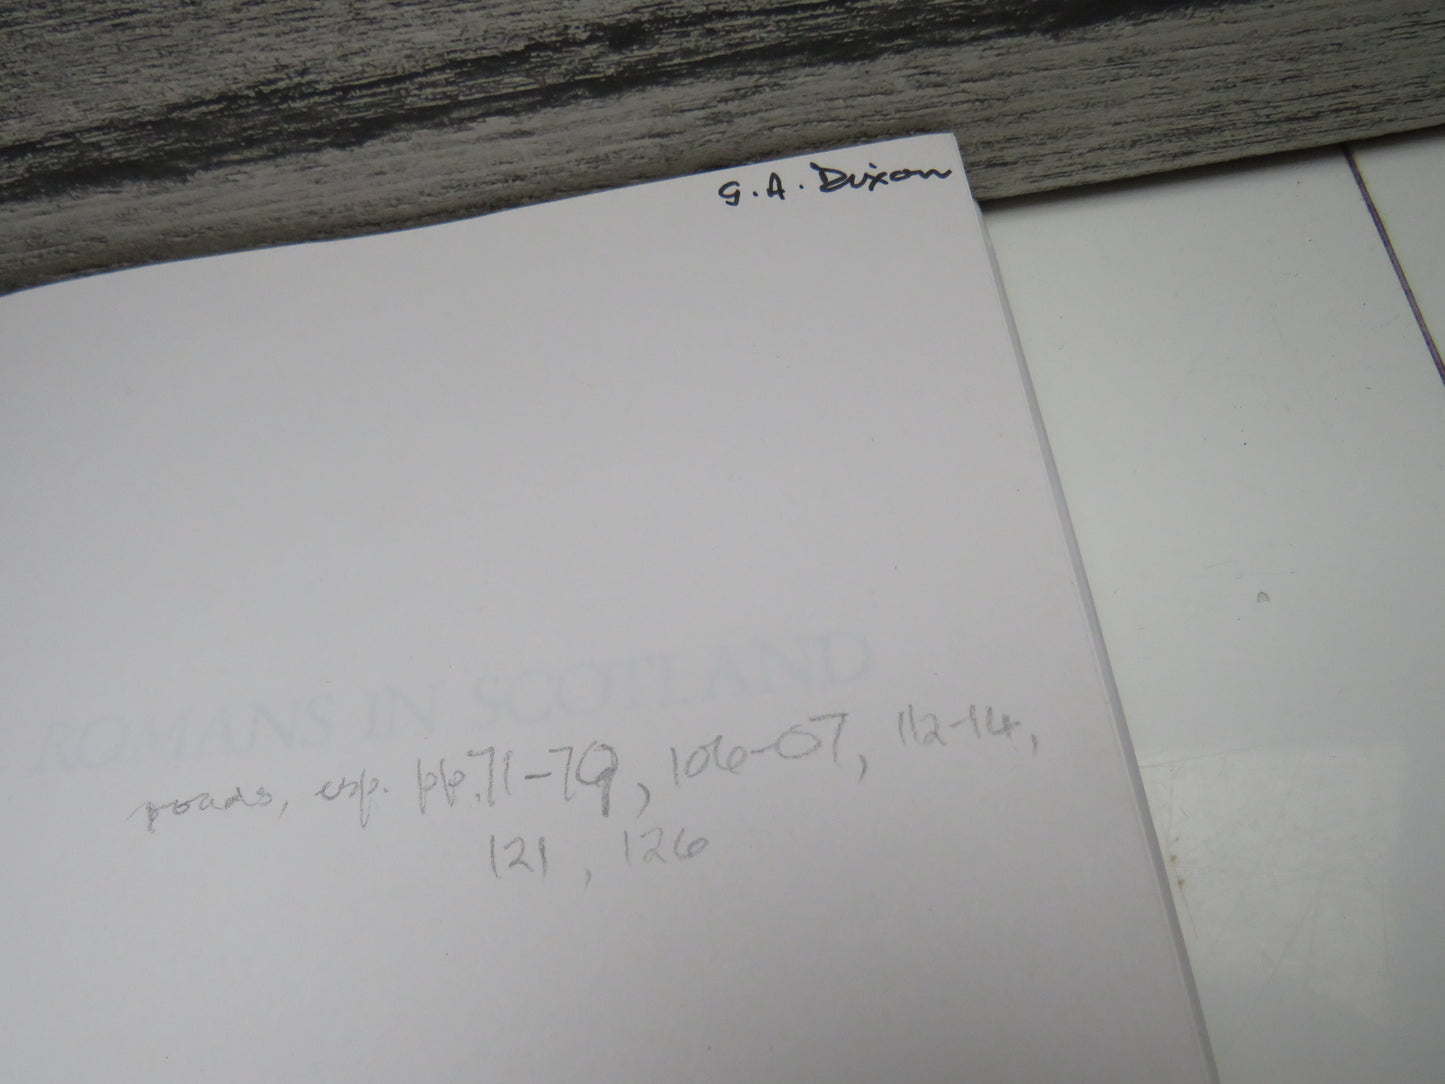 G. A. Dixon
ROMANS IN SCOTLAND
roads, esp. pp.71-79, 106-07, 112-14,
121, 126